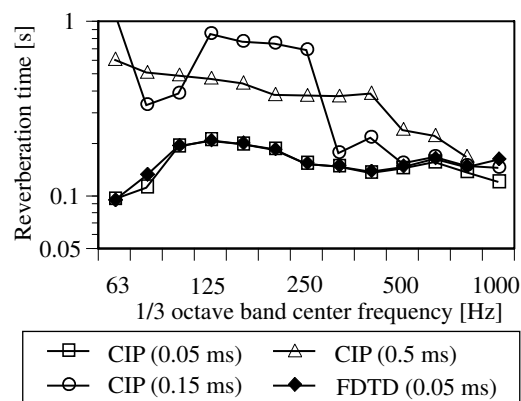 Reverberation time [s]
1
0.1
0.05
63 125 250 500 1000
1/3 octave band center frequency [Hz]
CIP (0.05 ms) CIP (0.5 ms)
CIP (0.15 ms) FDTD (0.05 ms)